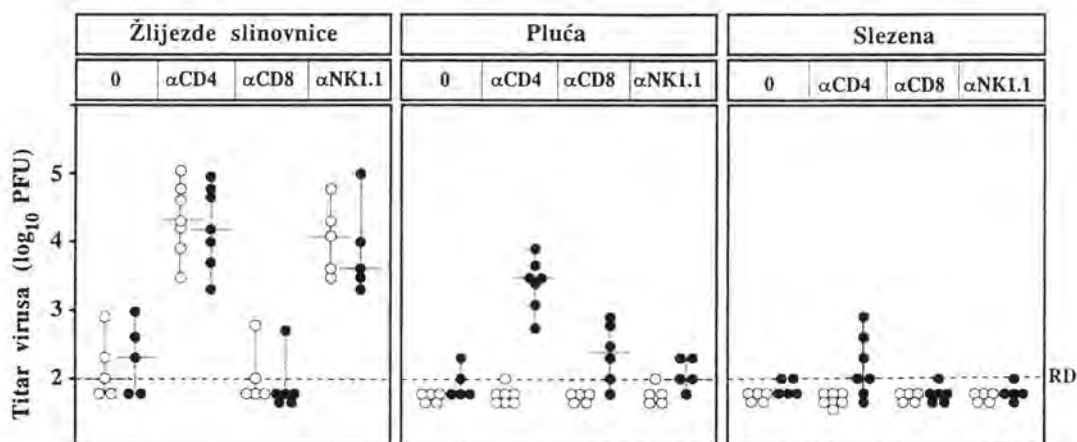 Žlijezde slinovnice Pluća Slezena
0 αCD4 αCD8 αNK1.1 0 αCD4 αCD8 αNK1.1 0 αCD4 αCD8 αNK1.1
Titar virusa (log10 PFU)
5
4
3
2
RD